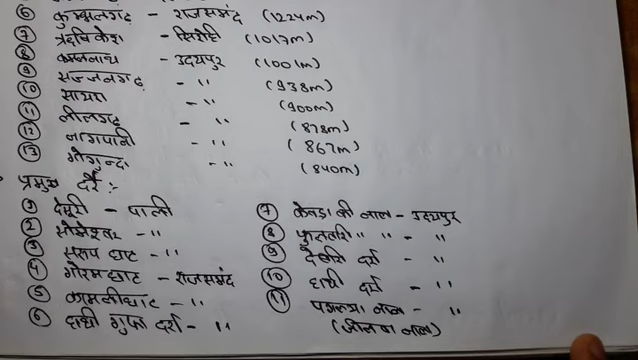 ⑥ कुम्भलगढ़ - राजसमंद (1224m)
⑦ ऋषिकेश - सिरोही (1017m)
⑧ कमलनाथ - उदयपुर (1001m)
⑨ सज्जनगढ़ - '' (938m)
⑩ सायरा - '' (900m)
⑪ लीलागढ़ - '' (878m)
⑫ नागपानी - '' (867m)
⑬ गोगुन्दा - '' (840m)
प्रमुख दर्रे :-
① देसूरी - पाली
② सोमेश्वर - ''
③ सरूप घाट - ''
④ गोरमघाट - राजसमंद
⑤ कामलीघाट - ''
⑥ हाथी गुफा दर्रा - ''
⑦ केवड़ा की नाल - उदयपुर
⑧ फुलवारी '' '' - ''
⑨ देबारी दर्रा - ''
⑩ हाथी दर्रा - ''
⑪ पगल्या नाल - ''
(जीलवा नाल)